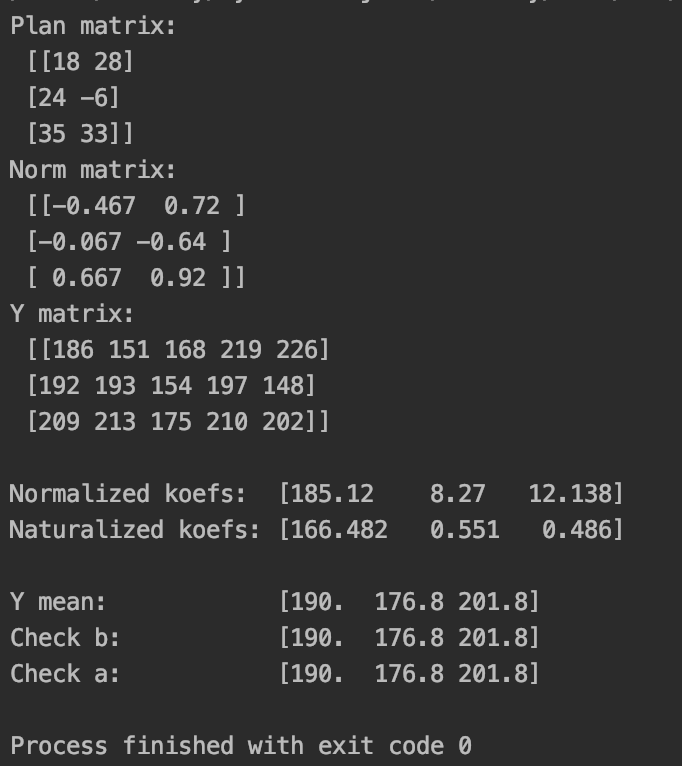 Plan matrix:
[[18 28]
[24 -6]
[35 33]]
Norm matrix:
[[-0.467  0.72 ]
[-0.067 -0.64 ]
[ 0.667  0.92 ]]
Y matrix:
[[186 151 168 219 226]
[192 193 154 197 148]
[209 213 175 210 202]]
Normalized koefs:  [185.12    8.27   12.138]
Naturalized koefs: [166.482   0.551   0.486]
Y mean:            [190.  176.8 201.8]
Check b:           [190.  176.8 201.8]
Check a:           [190.  176.8 201.8]
Process finished with exit code 0